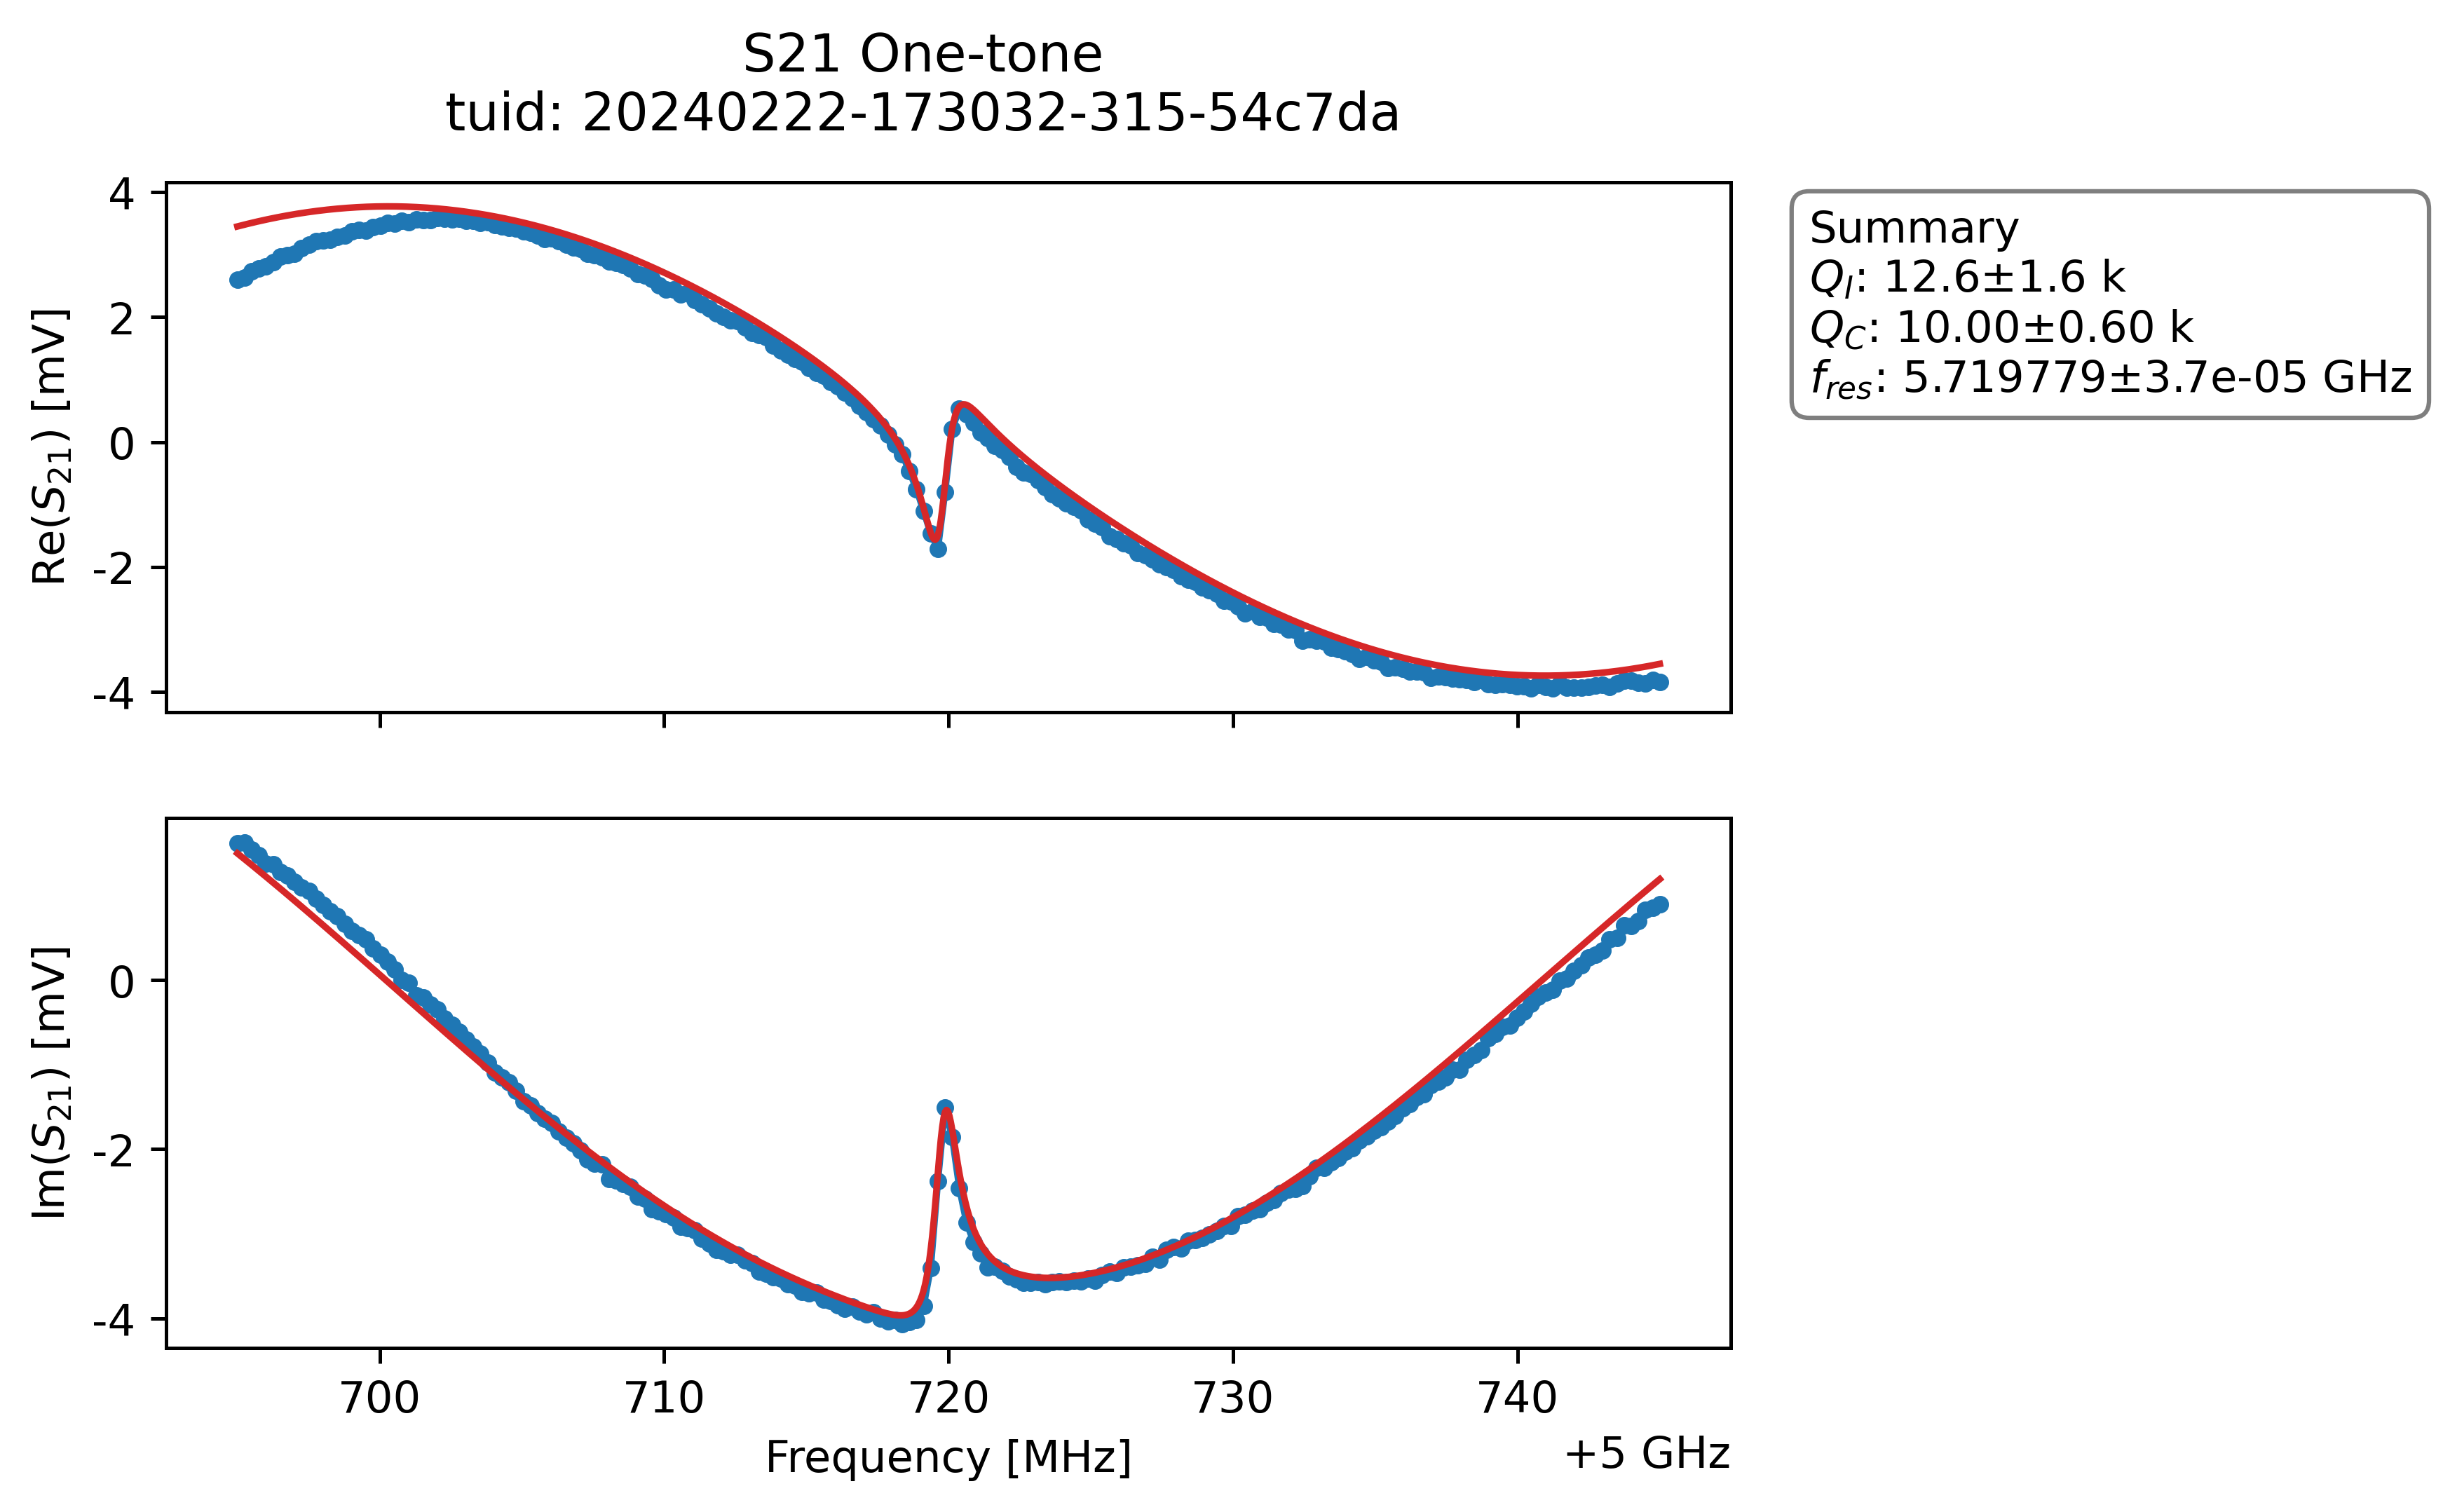 S21 One-tone
tuid: 20240222-173032-315-54c7da
4
2
0
-2
-4
Re(S21) [mV]
Summary
QI: 12.6±1.6 k
QC: 10.00±0.60 k
fres: 5.719779±3.7e-05 GHz
0
-2
-4
Im(S21) [mV]
700 710 720 730 740
Frequency [MHz]
+5 GHz